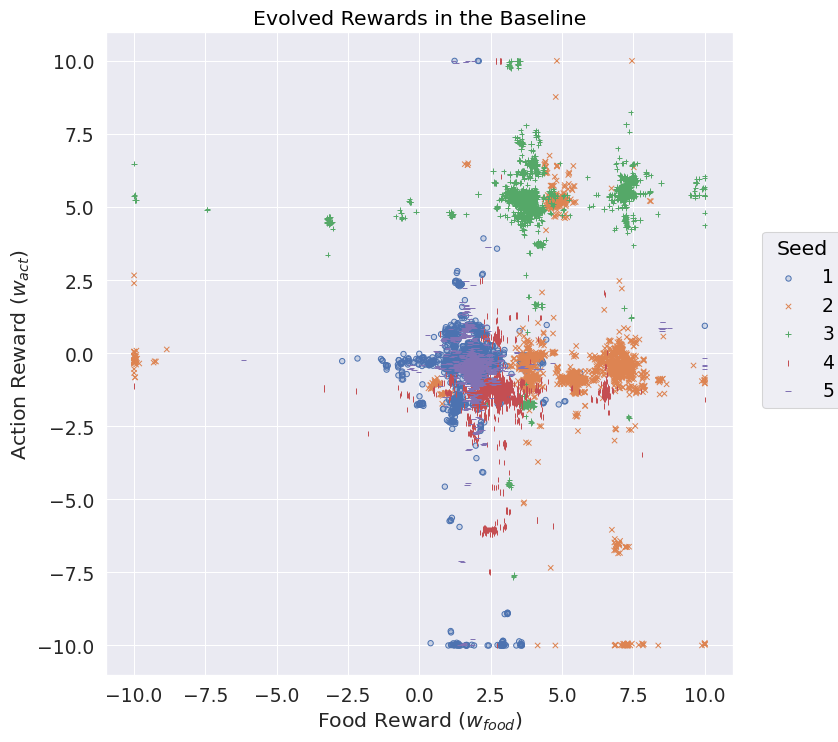 Evolved Rewards in the Baseline
10.0
7.5
5.0
2.5
0.0
−2.5
−5.0
−7.5
−10.0
Action Reward (w_act)
−10.0 −7.5 −5.0 −2.5 0.0 2.5 5.0 7.5 10.0
Food Reward (w_food)
Seed
1
2
3
4
5